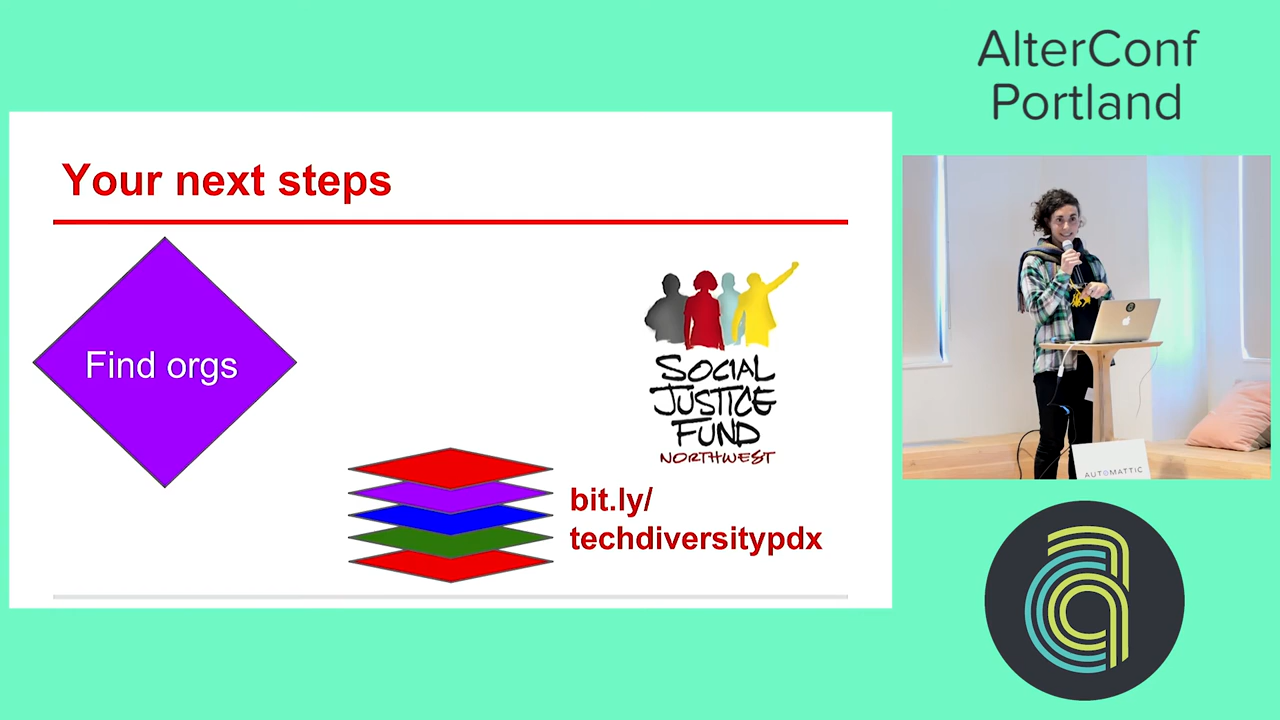 AlterConf
Portland
Your next steps
Find orgs
SOCIAL
JUSTICE
FUND
NORTHWEST
bit.ly/
techdiversitypdx
AUTOMATTIC